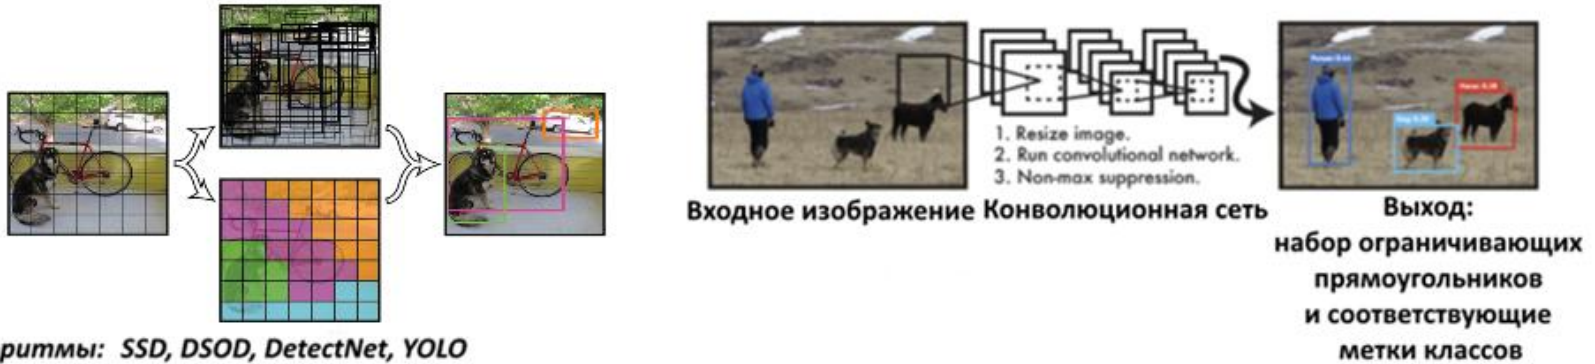 1. Resize image.
2. Run convolutional network.
3. Non-max suppression.
Входное изображение
Конволюционная сеть
Выход:
набор ограничивающих
прямоугольников
и соответствующие
метки классов
ритмы: SSD, DSOD, DetectNet, YOLO